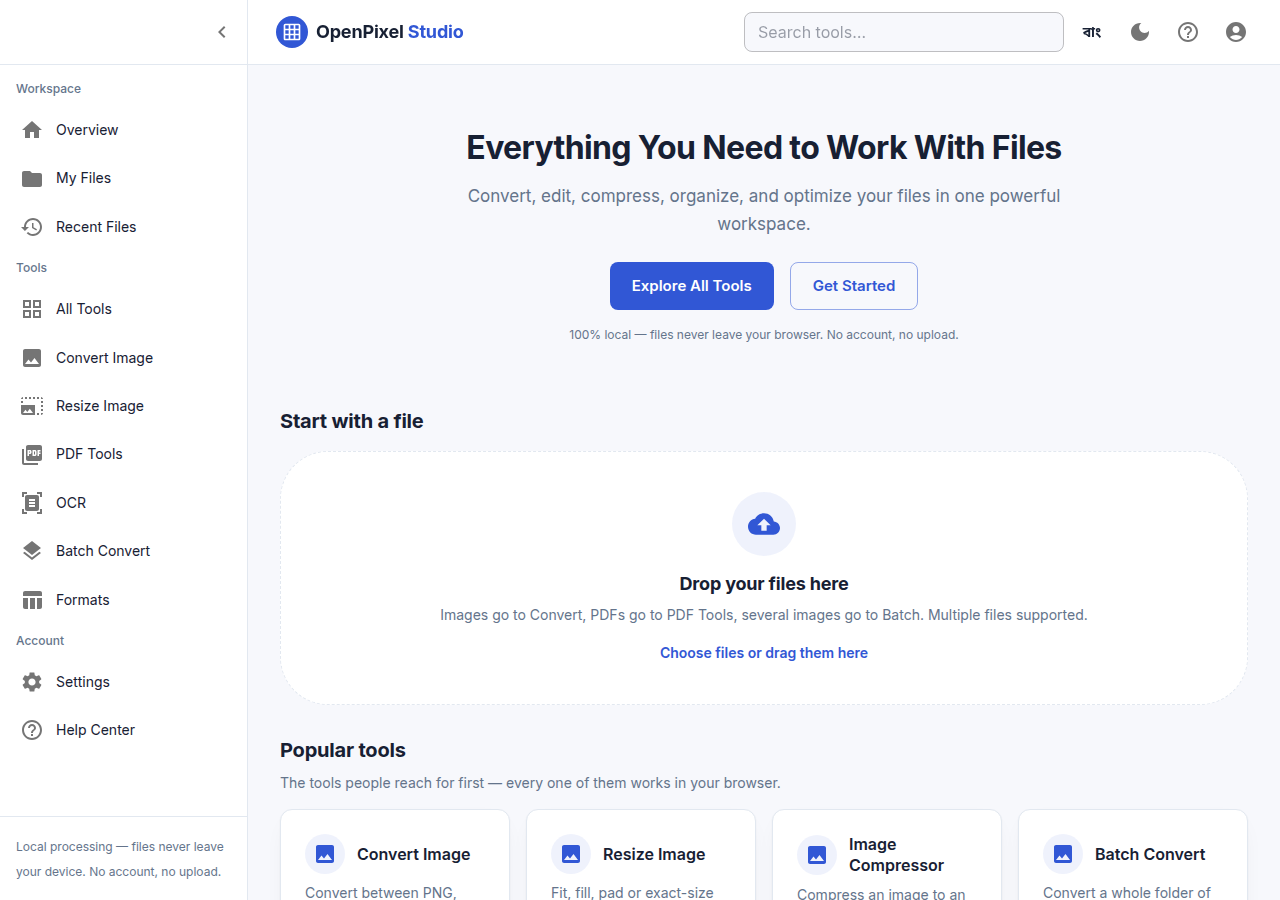 OpenPixel Studio
Search tools...
বাং
Workspace
Overview
My Files
Recent Files
Tools
All Tools
Convert Image
Resize Image
PDF Tools
OCR
Batch Convert
Formats
Account
Settings
Help Center
Local processing — files never leave
your device. No account, no upload.
Everything You Need to Work With Files
Convert, edit, compress, organize, and optimize your files in one powerful
workspace.
Explore All Tools
Get Started
100% local — files never leave your browser. No account, no upload.
Start with a file
Drop your files here
Images go to Convert, PDFs go to PDF Tools, several images go to Batch. Multiple files supported.
Choose files or drag them here
Popular tools
The tools people reach for first — every one of them works in your browser.
Convert Image
Convert between PNG,
Resize Image
Fit, fill, pad or exact-size
Image
Compressor
Compress an image to an
Batch Convert
Convert a whole folder of